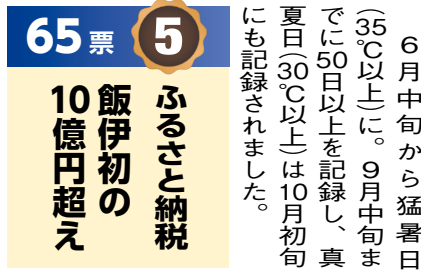 ６月中旬から猛暑日
（35℃以上）に。９月中旬ま
でに50日以上を記録し、真
夏日（30℃以上）は10月初旬
にも記録されました。
5
65票
ふるさと納税
飯伊初の
10億円超え